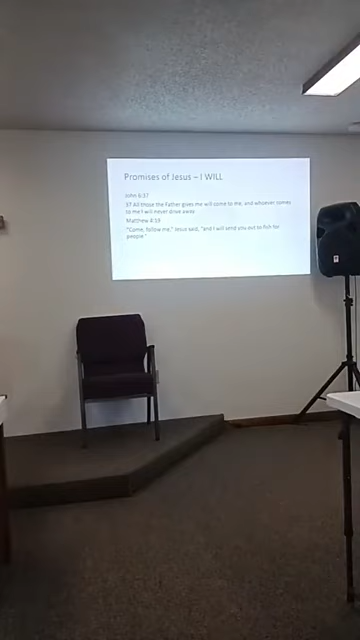 Promises of Jesus – I WILL
John 6:37
37 All those the Father gives me will come to me, and whoever comes
to me I will never drive away.
Matthew 4:19
"Come, follow me," Jesus said, "and I will send you out to fish for
people."